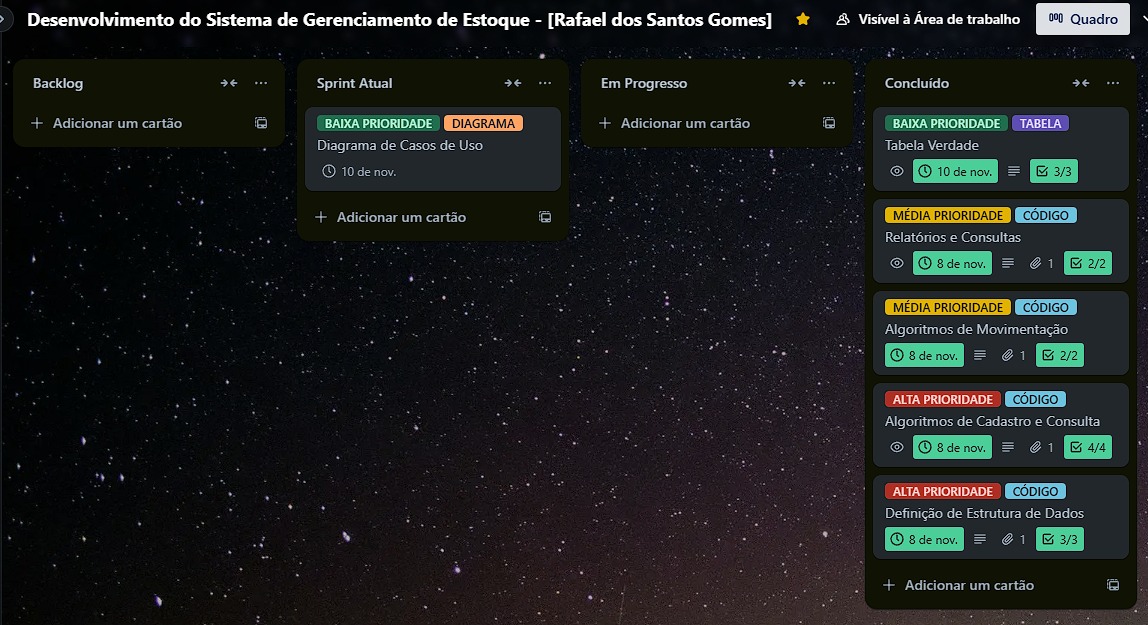 Desenvolvimento do Sistema de Gerenciamento de Estoque - [Rafael dos Santos Gomes]
Visível à Área de trabalho
Quadro
Backlog
Adicionar um cartão
Sprint Atual
BAIXA PRIORIDADE DIAGRAMA
Diagrama de Casos de Uso
10 de nov.
Adicionar um cartão
Em Progresso
Adicionar um cartão
Concluído
BAIXA PRIORIDADE TABELA
Tabela Verdade
10 de nov. 3/3
MÉDIA PRIORIDADE CÓDIGO
Relatórios e Consultas
8 de nov. 1 2/2
MÉDIA PRIORIDADE CÓDIGO
Algoritmos de Movimentação
8 de nov. 1 2/2
ALTA PRIORIDADE CÓDIGO
Algoritmos de Cadastro e Consulta
8 de nov. 1 4/4
ALTA PRIORIDADE CÓDIGO
Definição de Estrutura de Dados
8 de nov. 1 3/3
Adicionar um cartão